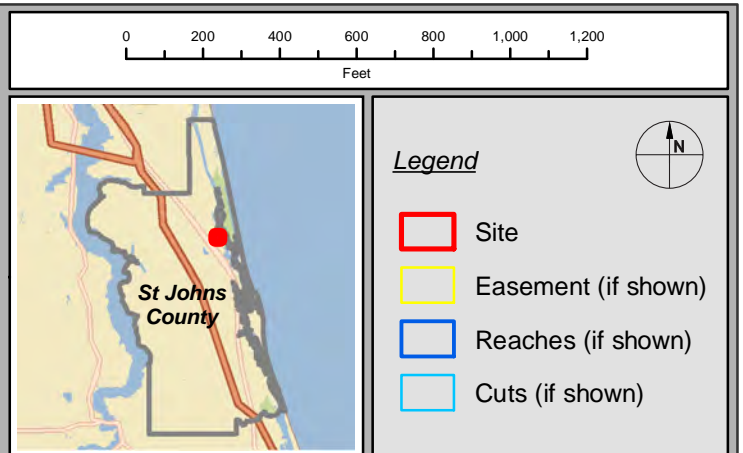 0 200 400 600 800 1,000 1,200
Feet
St Johns
County
Legend
N
Site
Easement (if shown)
Reaches (if shown)
Cuts (if shown)